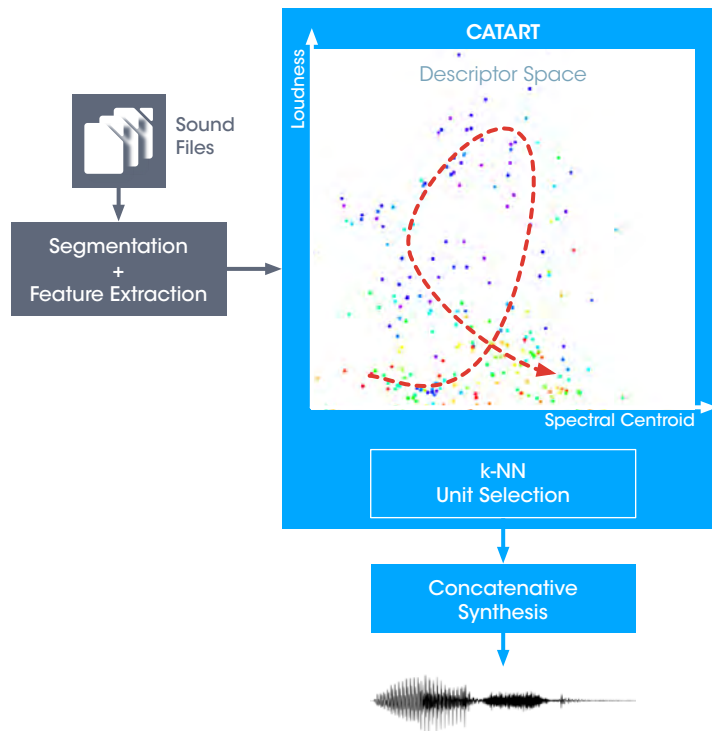 CATART
Loudness
Descriptor Space
Sound
Files
Segmentation
+
Feature Extraction
Spectral Centroid
k-NN
Unit Selection
Concatenative
Synthesis